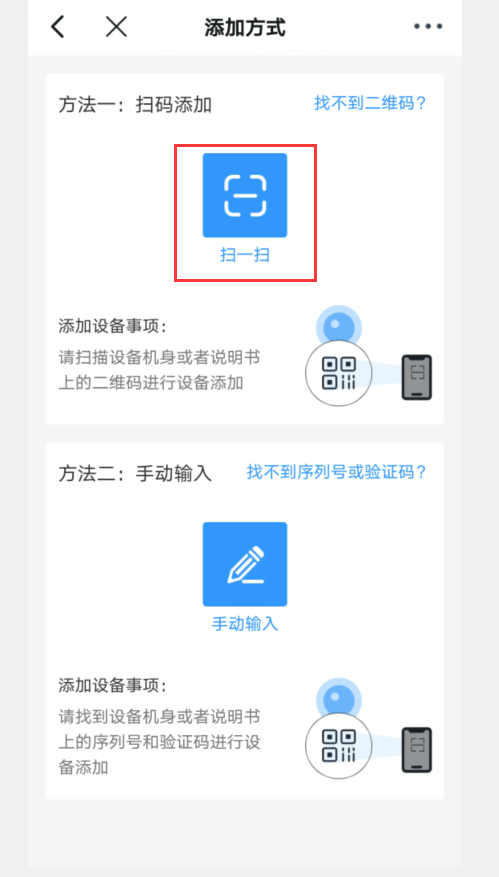 添加方式
方法一：扫码添加
找不到二维码？
扫一扫
添加设备事项：
请扫描设备机身或者说明书
上的二维码进行设备添加
方法二：手动输入
找不到序列号或验证码？
手动输入
添加设备事项：
请找到设备机身或者说明书
上的序列号和验证码进行设
备添加